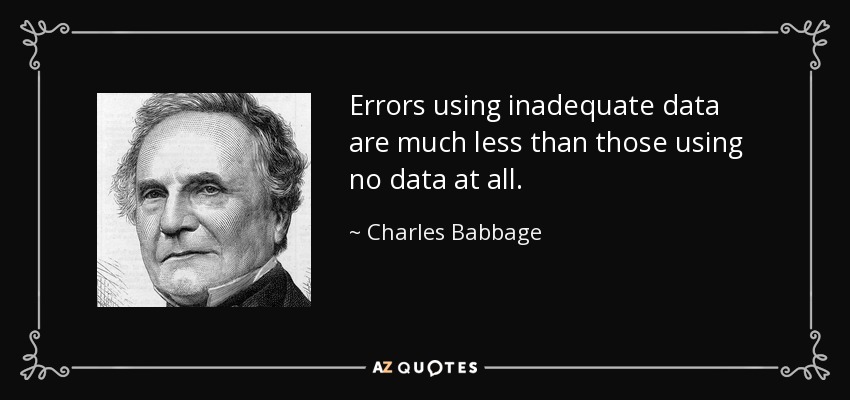 Errors using inadequate data
are much less than those using
no data at all.
~ Charles Babbage
AZ QUOTES